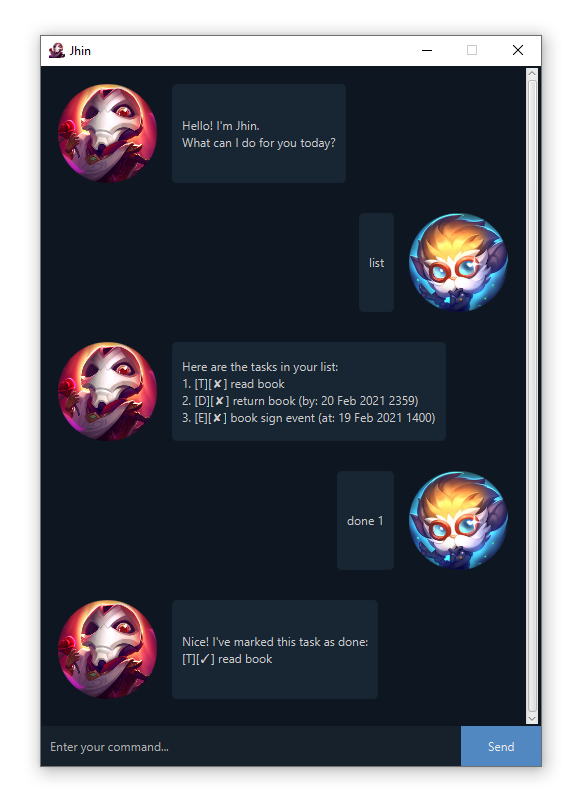 Jhin
Hello! I'm Jhin.
What can I do for you today?
list
Here are the tasks in your list:
1. [T][✘] read book
2. [D][✘] return book (by: 20 Feb 2021 2359)
3. [E][✘] book sign event (at: 19 Feb 2021 1400)
done 1
Nice! I've marked this task as done:
[T][✓] read book
Enter your command...
Send